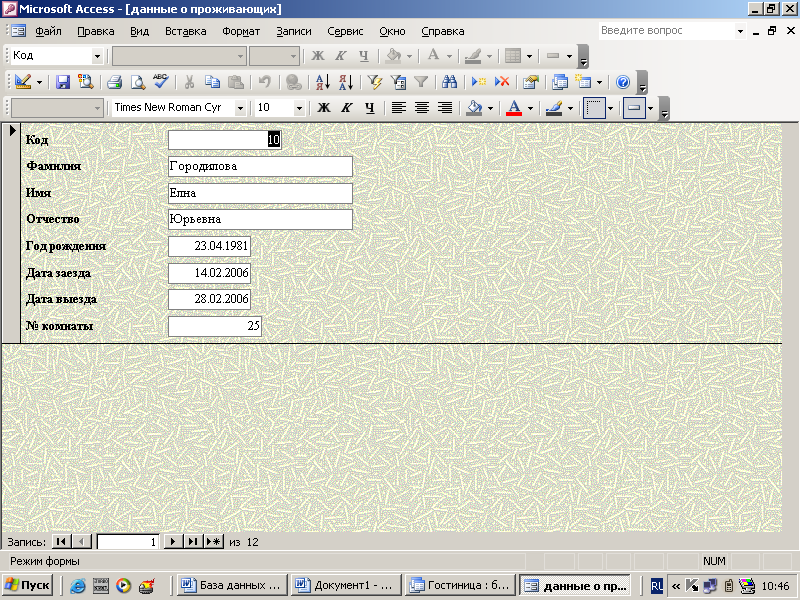 Microsoft Access - [данные о проживающих]
Файл Правка Вид Вставка Формат Записи Сервис Окно Справка Введите вопрос
Код Ж К Ч
Times New Roman Cyr 10 Ж К Ч
Код 10
Фамилия Городилова
Имя Елна
Отчество Юрьевна
Год рождения 23.04.1981
Дата заезда 14.02.2006
Дата выезда 28.02.2006
№ комнаты 25
Запись: 1 из 12
Режим формы NUM
Пуск База данных ... Документ1 - ... Гостиница : б... данные о пр... RU « 10:46